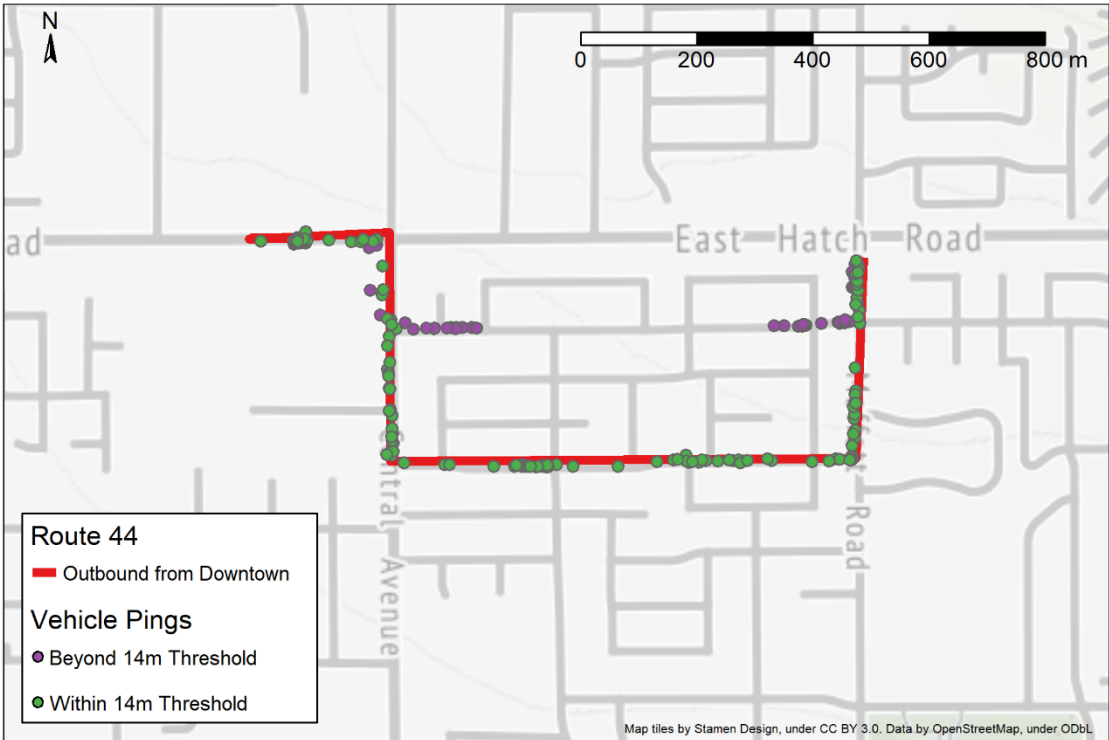 N
0 200 400 600 800 m
ad
East Hatch Road
Central Avenue
Road
Route 44
Outbound from Downtown
Vehicle Pings
Beyond 14m Threshold
Within 14m Threshold
Map tiles by Stamen Design, under CC BY 3.0. Data by OpenStreetMap, under ODbL